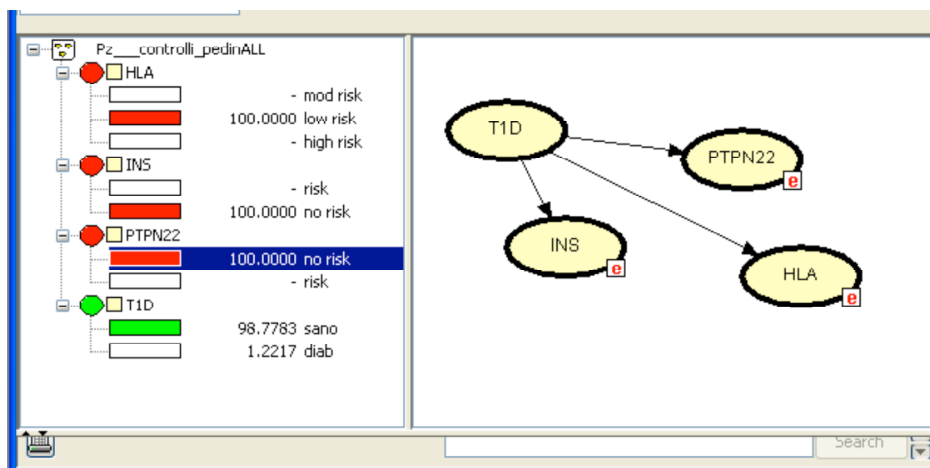 Pz___controlli_pedinALL
HLA
- mod risk
100.0000 low risk
- high risk
INS
- risk
100.0000 no risk
PTPN22
100.0000 no risk
- risk
T1D
98.7783 sano
1.2217 diab
T1D
PTPN22
e
INS
e
HLA
e
Search